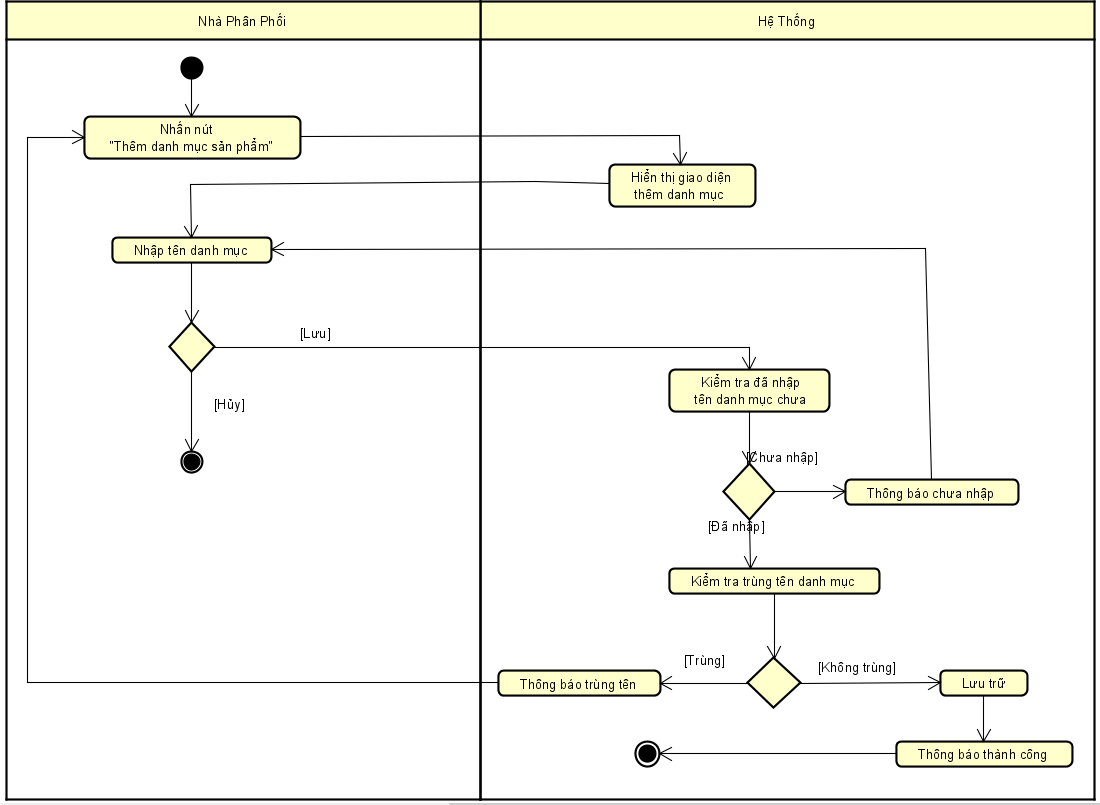 Nhà Phân Phối
Hệ Thống
Nhấn nút
"Thêm danh mục sản phẩm"
Hiển thị giao diện
thêm danh mục
Nhập tên danh mục
[Lưu]
Kiểm tra đã nhập
tên danh mục chưa
[Hủy]
[Chưa nhập]
Thông báo chưa nhập
[Đã nhập]
Kiểm tra trùng tên danh mục
[Trùng]
[Không trùng]
Thông báo trùng tên
Lưu trữ
Thông báo thành công